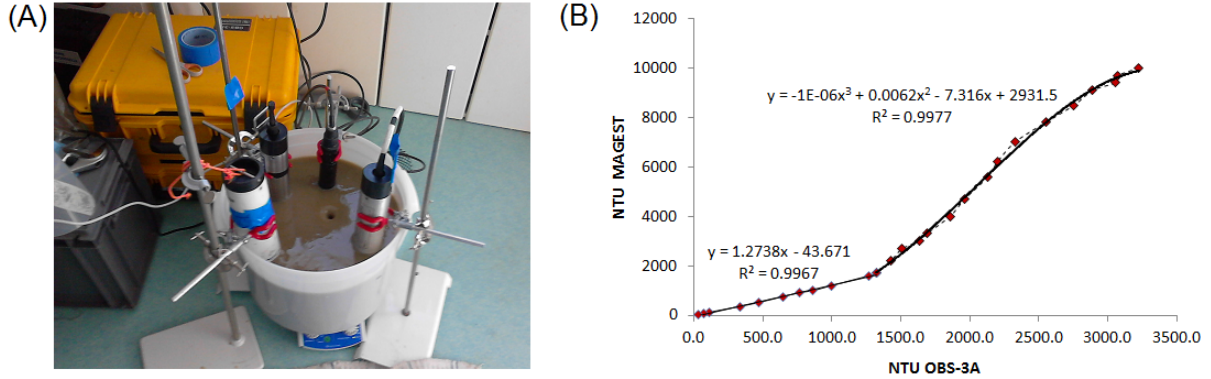 (A)
(B)
12000
10000
8000
6000
4000
2000
0
NTU MAGEST
y = -1E-06x³ + 0.0062x² - 7.316x + 2931.5
R² = 0.9977
y = 1.2738x - 43.671
R² = 0.9967
0.0 500.0 1000.0 1500.0 2000.0 2500.0 3000.0 3500.0
NTU OBS-3A